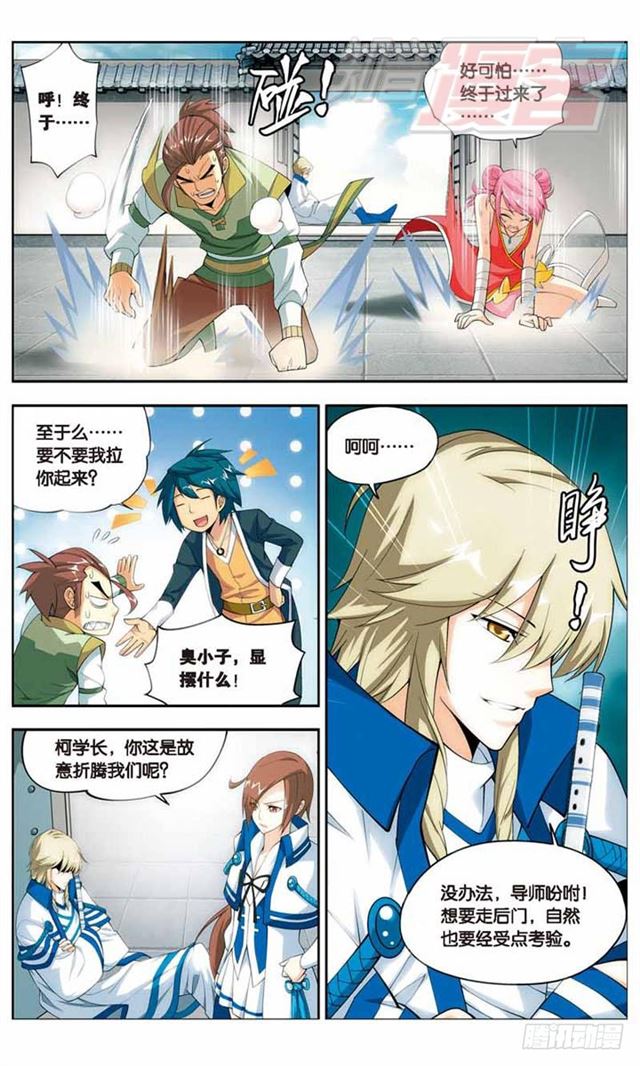 呼！终
于……
碰！
好可怕……
终于过来了
……
漫客
至于么……
要不要我拉
你起来？
臭小子，显
摆什么！
呵呵……
睁！
柯学长，你这是故
意折腾我们呢？
没办法，导师吩咐！
想要走后门，自然
也要经受点考验。
腾讯动漫